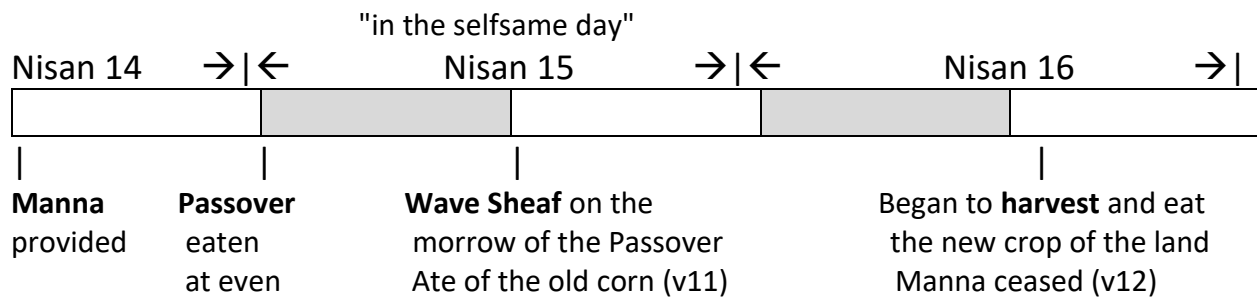 "in the selfsame day"
Nisan 14 →|← Nisan 15 →|← Nisan 16 →|
| | | |
Manna Passover Wave Sheaf on the Began to harvest and eat
provided eaten morrow of the Passover the new crop of the land
at even Ate of the old corn (v11) Manna ceased (v12)